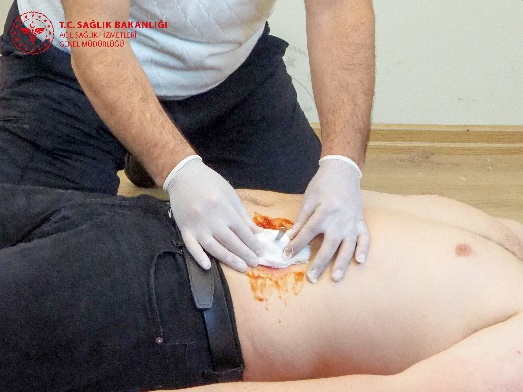 T.C. SAĞLIK BAKANLIĞI
ACİL SAĞLIK HİZMETLERİ
GENEL MÜDÜRLÜĞÜ